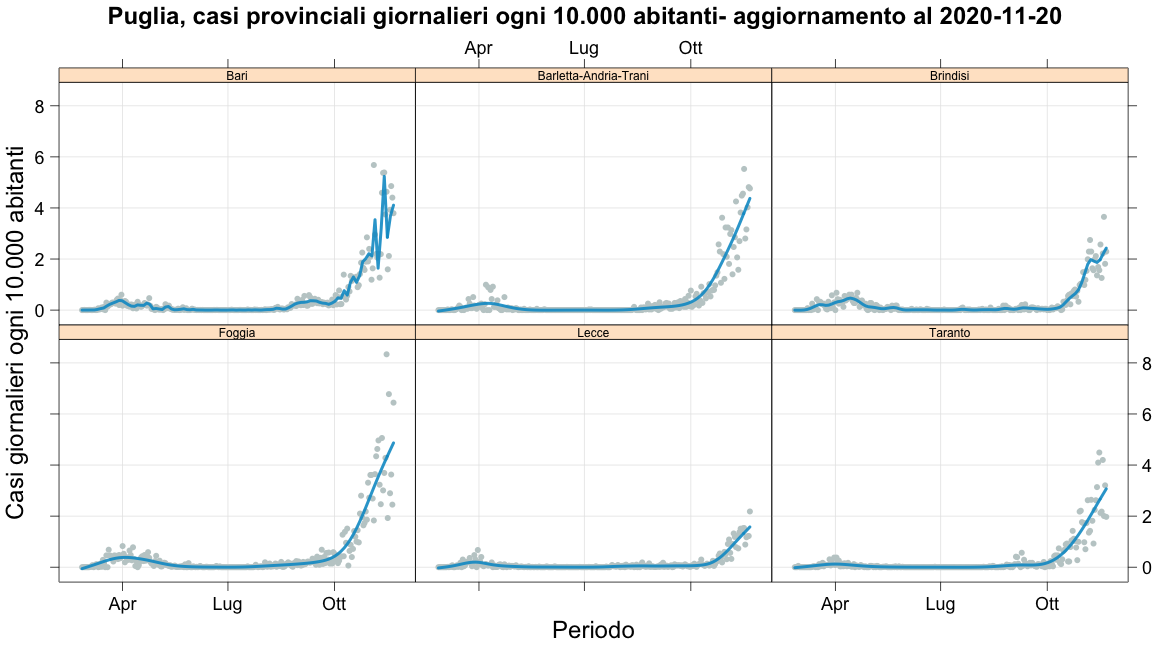 Puglia, casi provinciali giornalieri ogni 10.000 abitanti- aggiornamento al 2020-11-20
Apr Lug Ott
Bari Barletta-Andria-Trani Brindisi
8
6
4
2
0
Casi giornalieri ogni 10.000 abitanti
Foggia Lecce Taranto
8
6
4
2
0
Apr Lug Ott Apr Lug Ott
Periodo